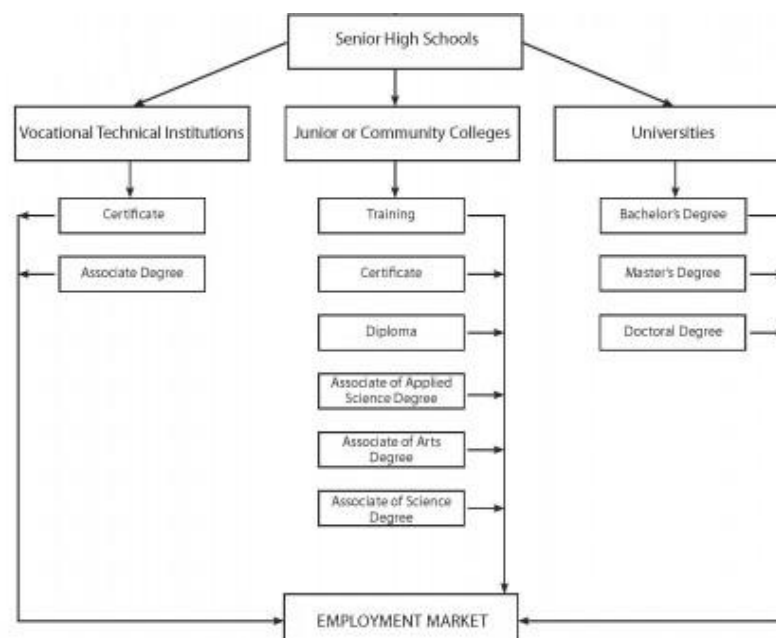 Senior High Schools
Vocational Technical Institutions
Junior or Community Colleges
Universities
Certificate
Associate Degree
Training
Certificate
Diploma
Associate of Applied
Science Degree
Associate of Arts
Degree
Associate of Science
Degree
Bachelor's Degree
Master's Degree
Doctoral Degree
EMPLOYMENT MARKET